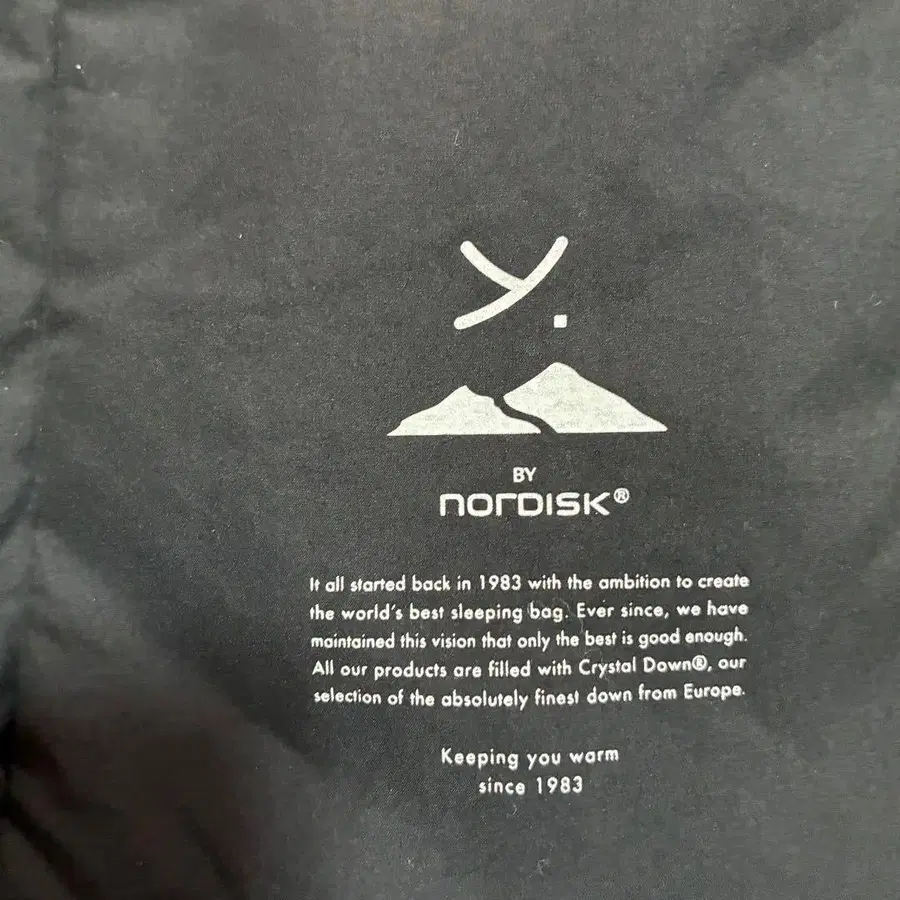 y.
BY
NORDISK®
It all started back in 1983 with the ambition to create
the world's best sleeping bag. Ever since, we have
maintained this vision that only the best is good enough.
All our products are filled with Crystal Down®, our
selection of the absolutely finest down from Europe.
Keeping you warm
since 1983